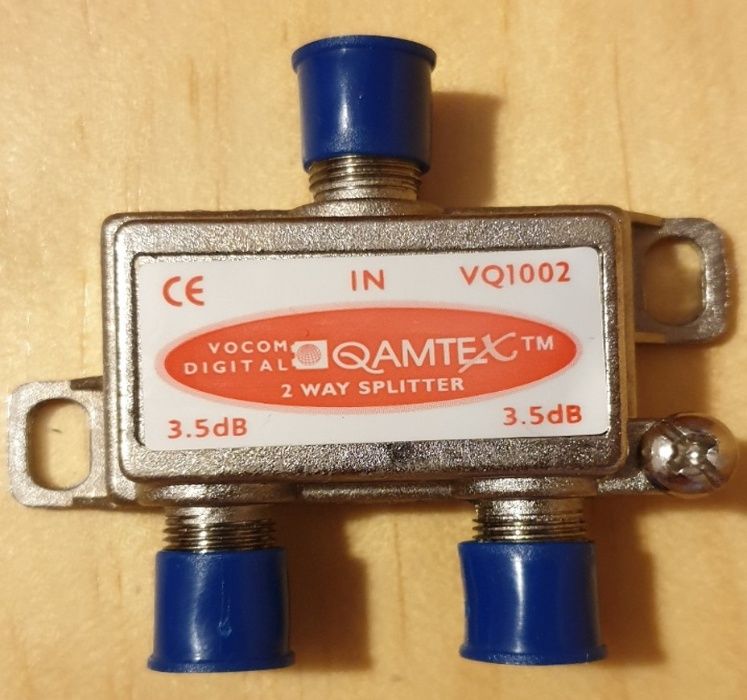 CE IN VQ1002
VOCOM
DIGITAL
QAMTEX™
2 WAY SPLITTER
3.5dB 3.5dB